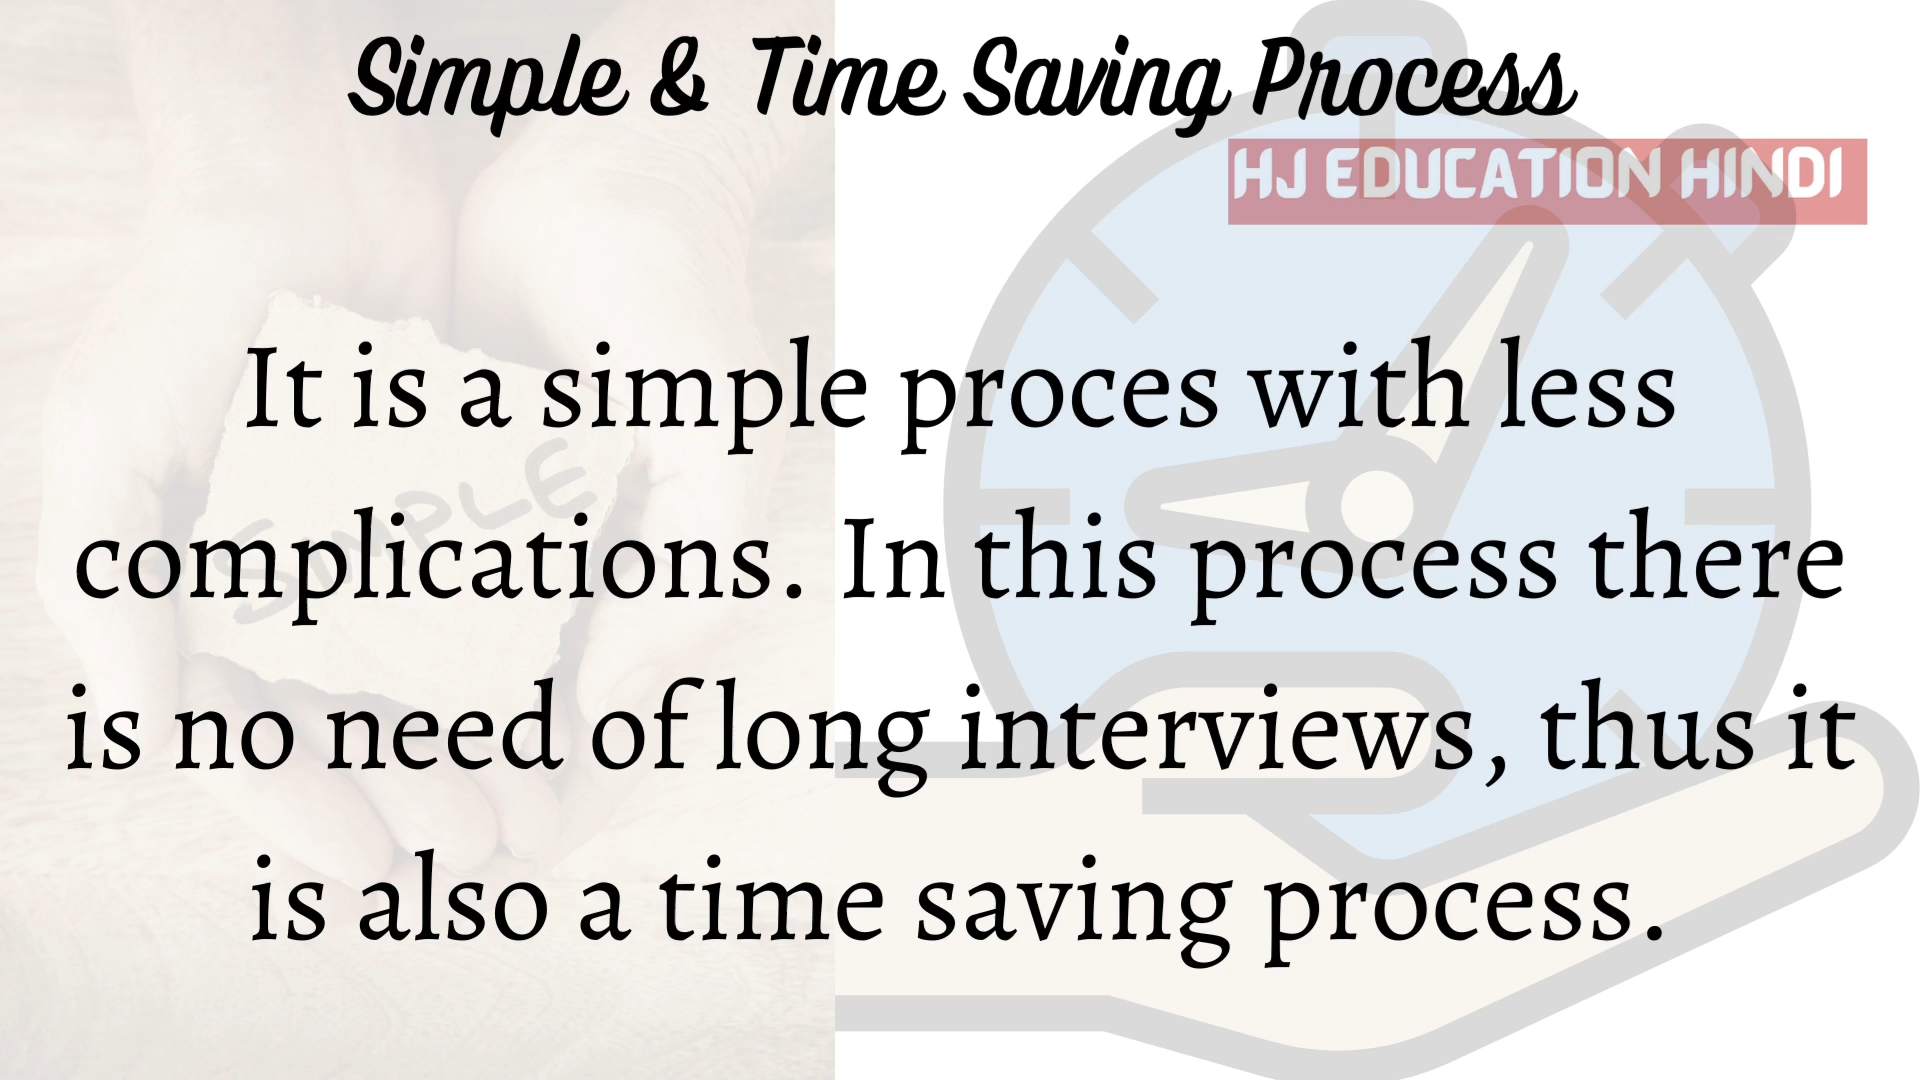 Simple & Time Saving Process
HJ EDUCATION HINDI
It is a simple proces with less
complications. In this process there
is no need of long interviews, thus it
is also a time saving process.
SIMPLE